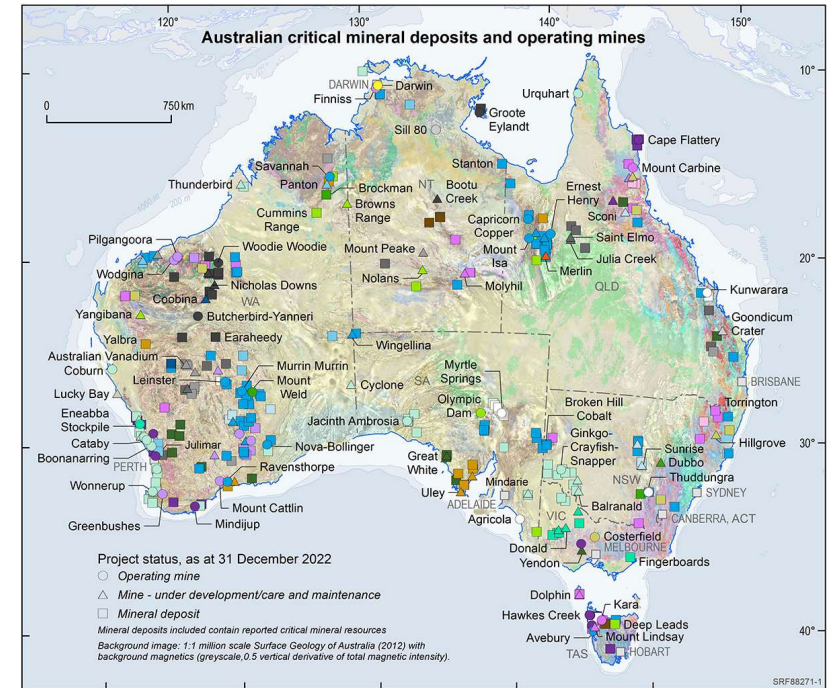 120°
130°
140°
150°
Australian critical mineral deposits and operating mines
10°
0
750 km
DARWIN
Darwin
Finniss
Urquhart
Groote
Eylandt
Sill 80
Cape Flattery
Savannah
Stanton
Mount Carbine
Thunderbird
Panton
Brockman
NT
Bootu
Creek
Ernest
Henry
Cummins
Range
Browns
Range
Capricorn
Copper
Sconi
Pilgangoora
Woodie Woodie
Mount Peake
Mount
Isa
Saint Elmo
Julia Creek
20°
Wodgina
Nicholas Downs
Nolans
Molyhil
Merlin
QLD
Coobina
WA
Kunwarara
Yangibana
Butcherbird-Yanneri
Goondicum
Crater
Yalbra
Earaheedy
Wingellina
Australian Vanadium
Coburn
Murrin Murrin
Myrtle
Springs
Leinster
Mount
Weld
Cyclone
SA
BRISBANE
Lucky Bay
Olympic
Dam
Broken Hill
Cobalt
Torrington
Eneabba
Stockpile
Jacinth Ambrosia
Ginkgo-
Crayfish-
Snapper
Cataby
Julimar
Nova-Bollinger
Hillgrove
30°
Boonanarring
Great
White
Sunrise
Dubbo
PERTH
Ravensthorpe
Mindarie
NSW
Thuddungra
Wonnerup
Uley
SYDNEY
ADELAIDE
Balranald
Mount Cattlin
Agricola
VIC
CANBERRA, ACT
Greenbushes
Mindijup
Costerfield
Donald
MELBOURNE
Yendon
Fingerboards
Project status, as at 31 December 2022
Operating mine
Mine - under development/care and maintenance
Mineral deposit
Mineral deposits included contain reported critical mineral resources
Background image: 1:1 million scale Surface Geology of Australia (2012) with
background magnetics (greyscale,0.5 vertical derivative of total magnetic intensity).
Dolphin
Kara
Hawkes Creek
Deep Leads
Avebury
Mount Lindsay
40°
TAS
HOBART
SRF88271-1